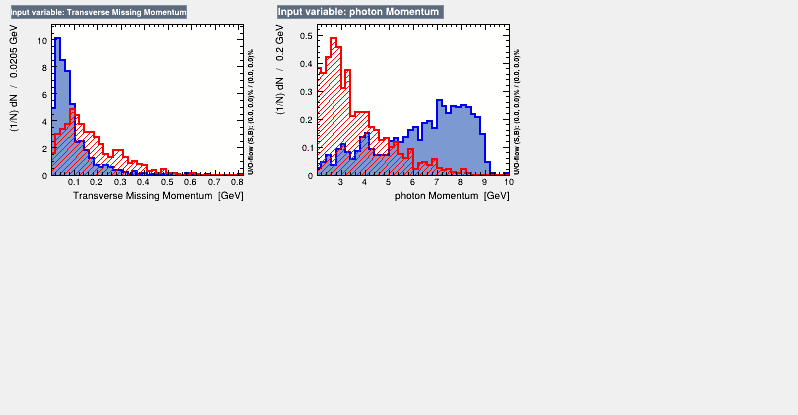 Input variable: Transverse Missing Momentum
(1/N) dN / 0.0205 GeV
10
8
6
4
2
0
0.1 0.2 0.3 0.4 0.5 0.6 0.7 0.8
Transverse Missing Momentum [GeV]
U/O-flow (S,B): (0.0, 0.0)% / (0.0, 0.0)%
Input variable: photon Momentum
(1/N) dN / 0.2 GeV
0.5
0.4
0.3
0.2
0.1
0
3 4 5 6 7 8 9 10
photon Momentum [GeV]
U/O-flow (S,B): (0.0, 0.0)% / (0.0, 0.0)%